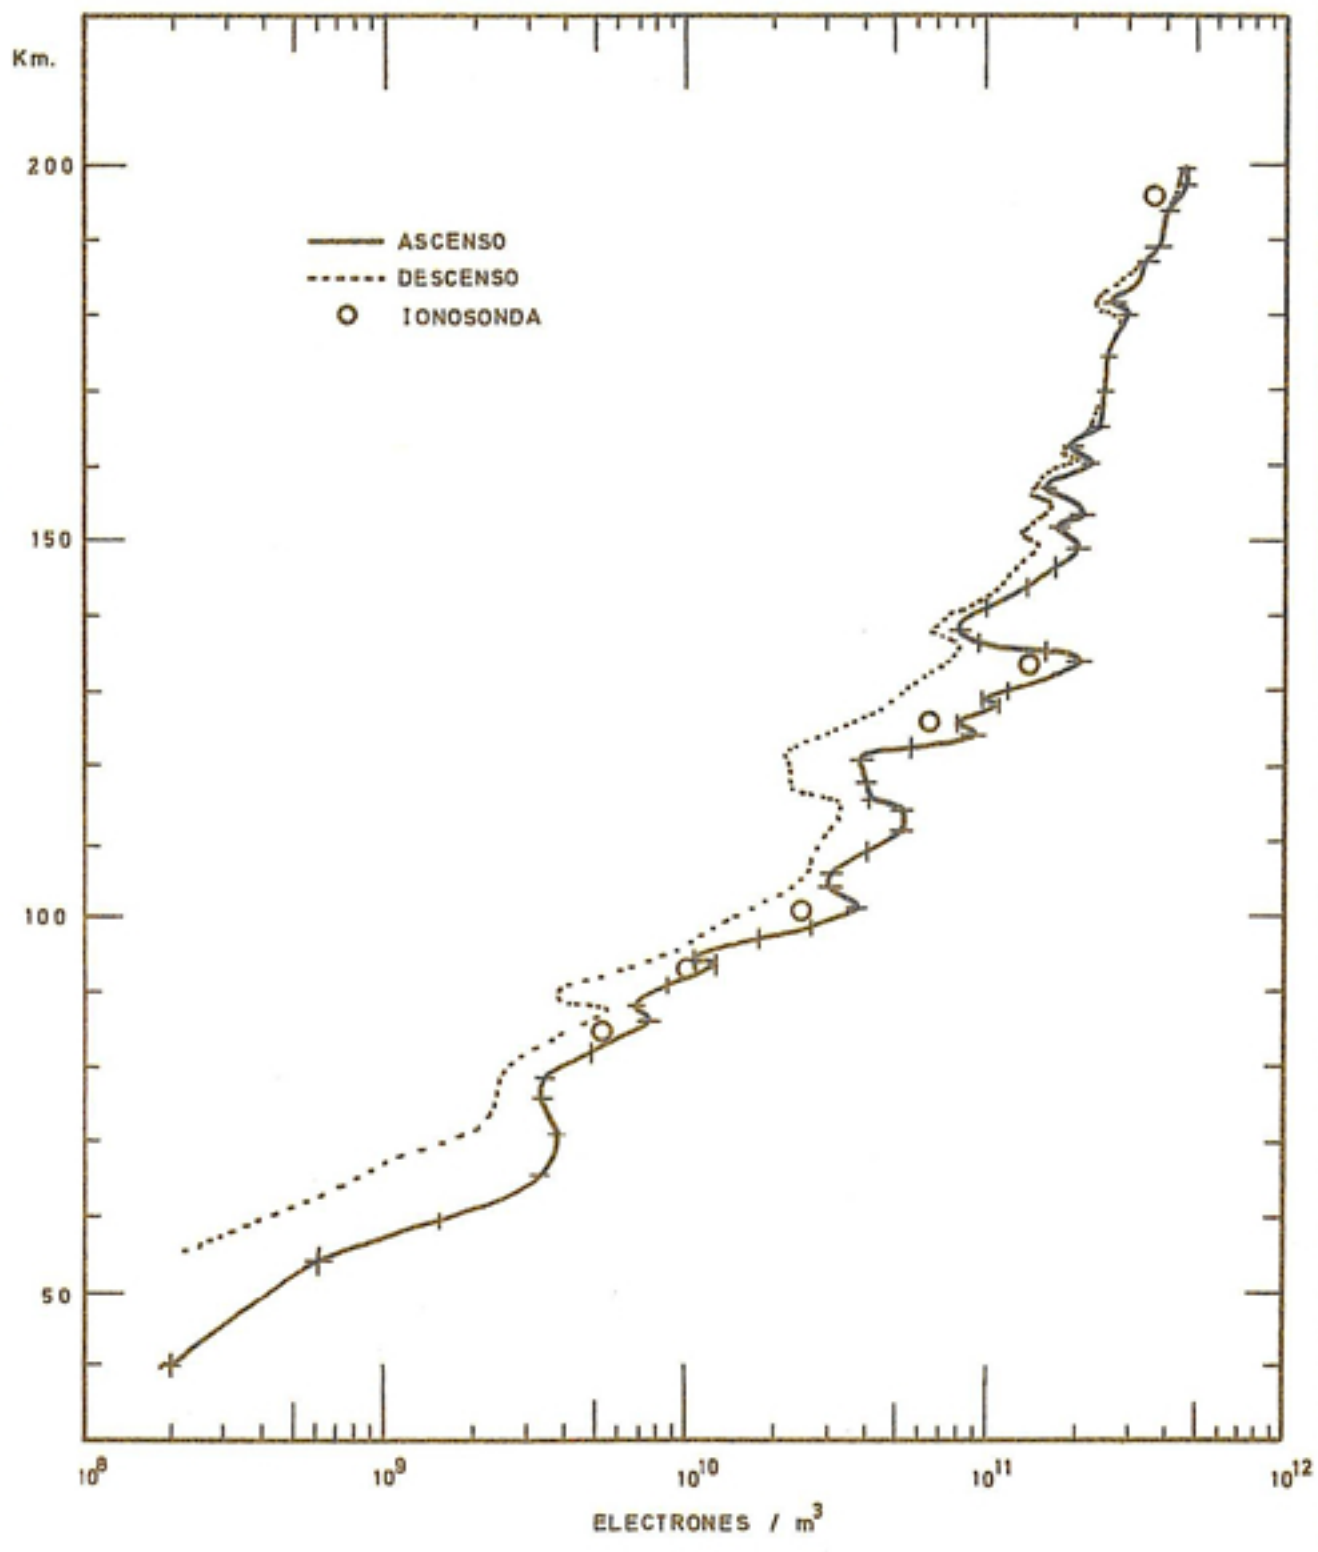 Km.
200
ASCENSO
DESCENSO
IONOSONDA
150
100
50
10⁸ 10⁹ 10¹⁰ 10¹¹ 10¹²
ELECTRONES / m³